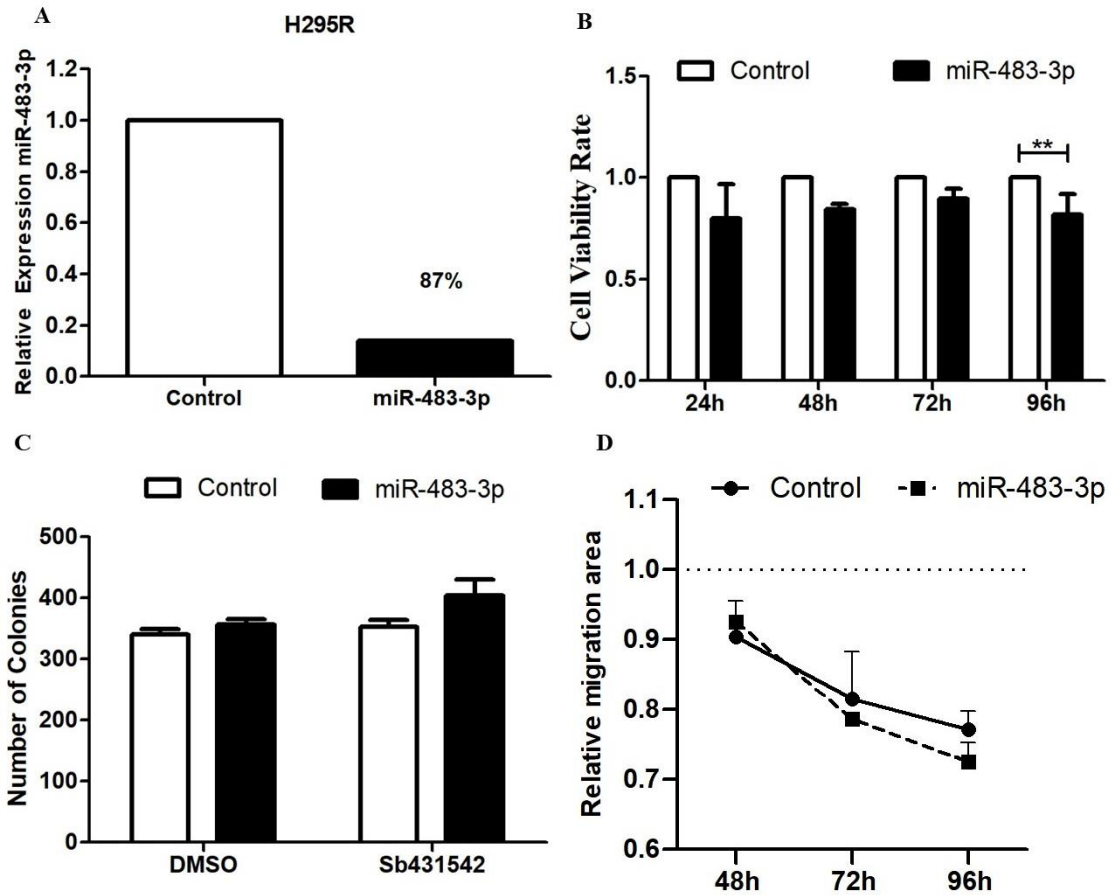 A
H295R
Relative Expression miR-483-3p
1.2
1.0
0.8
0.6
0.4
0.2
0.0
87%
Control
miR-483-3p
B
Control
miR-483-3p
Cell Viability Rate
1.5
1.0
0.5
0.0
**
24h
48h
72h
96h
C
Control
miR-483-3p
Number of Colonies
500
400
300
200
100
0
DMSO
Sb431542
D
Control
miR-483-3p
Relative migration area
1.1
1.0
0.9
0.8
0.7
0.6
48h
72h
96h